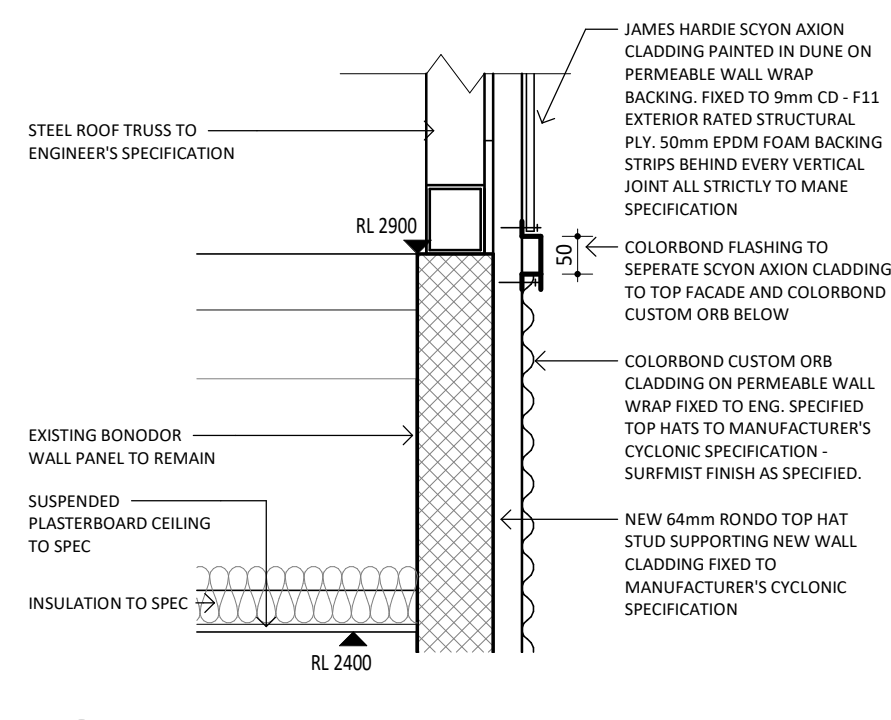 JAMES HARDIE SCYON AXION
CLADDING PAINTED IN DUNE ON
PERMEABLE WALL WRAP
BACKING. FIXED TO 9mm CD - F11
EXTERIOR RATED STRUCTURAL
PLY. 50mm EPDM FOAM BACKING
STRIPS BEHIND EVERY VERTICAL
JOINT ALL STRICTLY TO MANE
SPECIFICATION
STEEL ROOF TRUSS TO
ENGINEER'S SPECIFICATION
RL 2900
50
COLORBOND FLASHING TO
SEPERATE SCYON AXION CLADDING
TO TOP FACADE AND COLORBOND
CUSTOM ORB BELOW
COLORBOND CUSTOM ORB
CLADDING ON PERMEABLE WALL
WRAP FIXED TO ENG. SPECIFIED
TOP HATS TO MANUFACTURER'S
CYCLONIC SPECIFICATION -
SURFMIST FINISH AS SPECIFIED.
EXISTING BONODOR
WALL PANEL TO REMAIN
SUSPENDED
PLASTERBOARD CEILING
TO SPEC
NEW 64mm RONDO TOP HAT
STUD SUPPORTING NEW WALL
CLADDING FIXED TO
MANUFACTURER'S CYCLONIC
SPECIFICATION
INSULATION TO SPEC
RL 2400